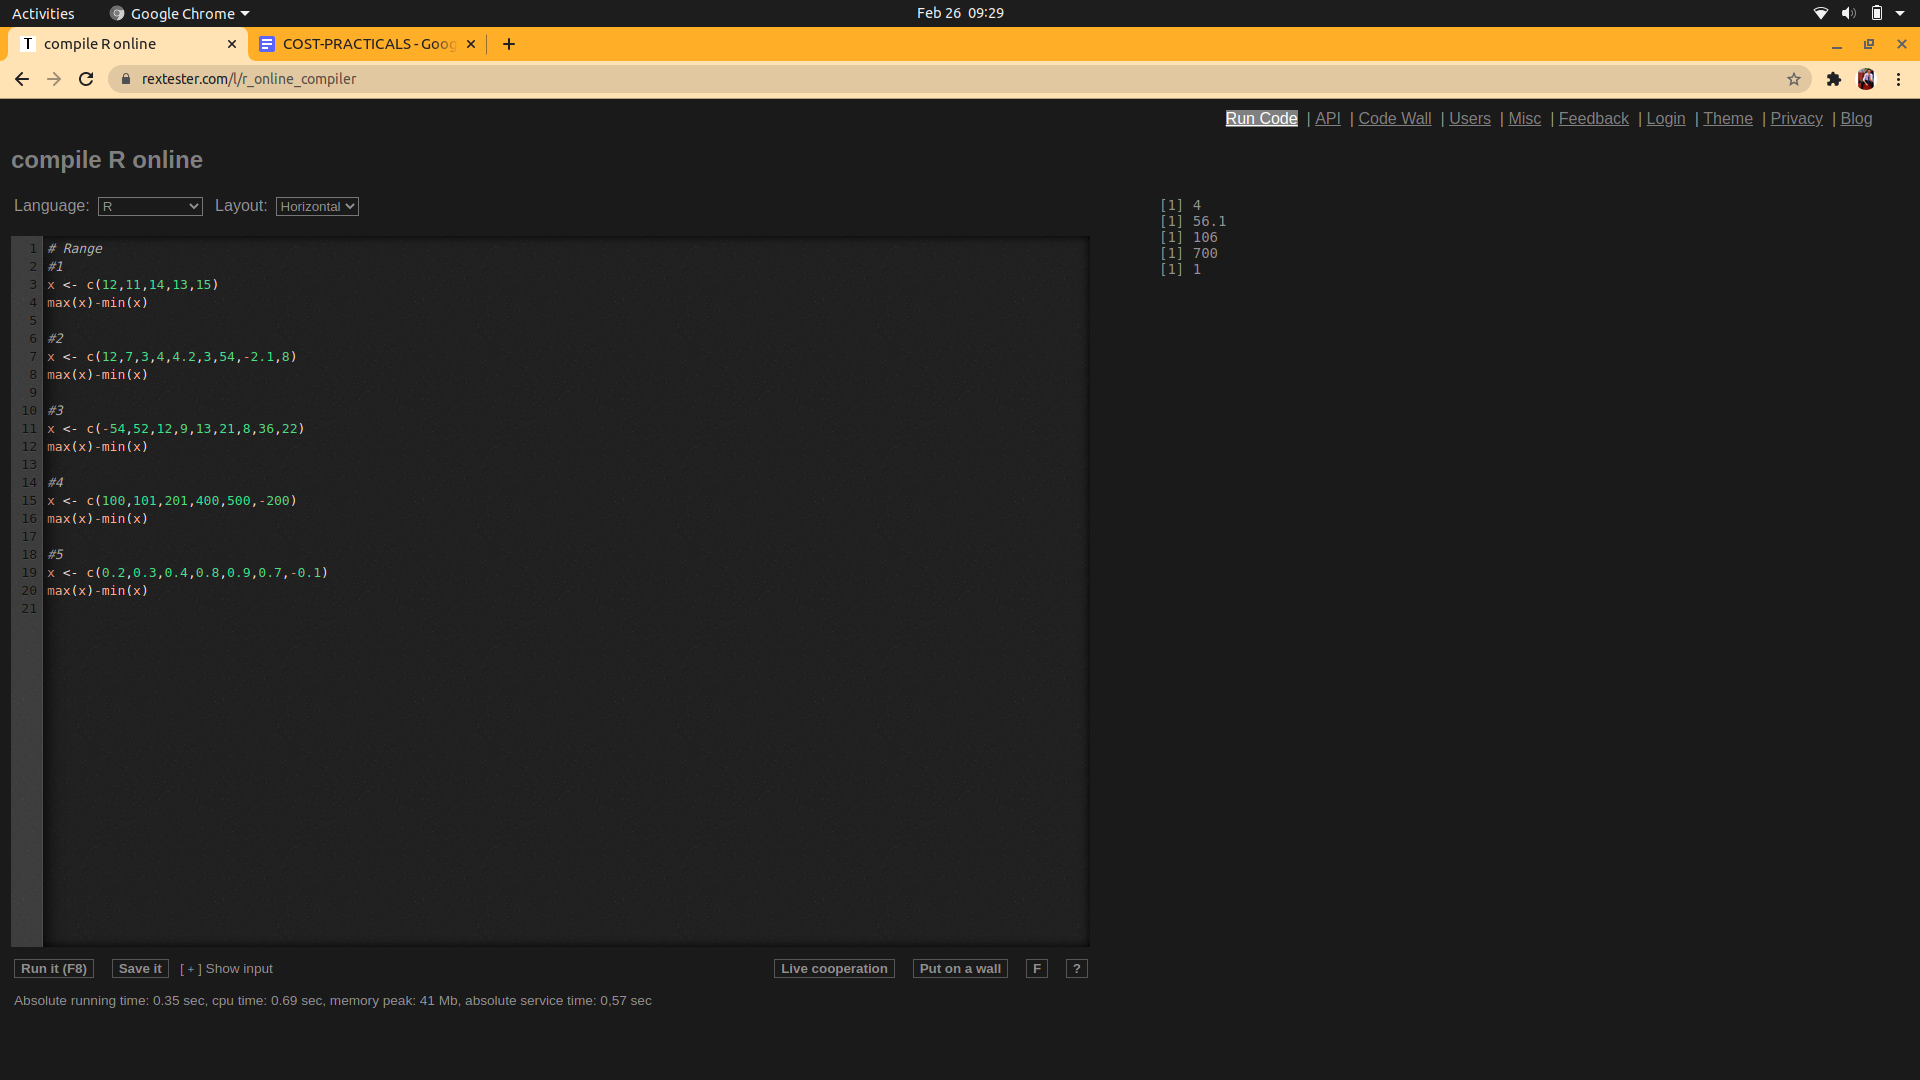 Activities Google Chrome Feb 26 09:29
compile R online COST-PRACTICALS - Goog
rextester.com/l/r_online_compiler
Run Code | API | Code Wall | Users | Misc | Feedback | Login | Theme | Privacy | Blog
compile R online
Language: R Layout: Horizontal
1 # Range
2 #1
3 x <- c(12,11,14,13,15)
4 max(x)-min(x)
5
6 #2
7 x <- c(12,7,3,4,4.2,3,54,-2.1,8)
8 max(x)-min(x)
9
10 #3
11 x <- c(-54,52,12,9,13,21,8,36,22)
12 max(x)-min(x)
13
14 #4
15 x <- c(100,101,201,400,500,-200)
16 max(x)-min(x)
17
18 #5
19 x <- c(0.2,0.3,0.4,0.8,0.9,0.7,-0.1)
20 max(x)-min(x)
21
Run it (F8) Save it [ + ] Show input Live cooperation Put on a wall F ?
Absolute running time: 0.35 sec, cpu time: 0.69 sec, memory peak: 41 Mb, absolute service time: 0,57 sec
[1] 4
[1] 56.1
[1] 106
[1] 700
[1] 1